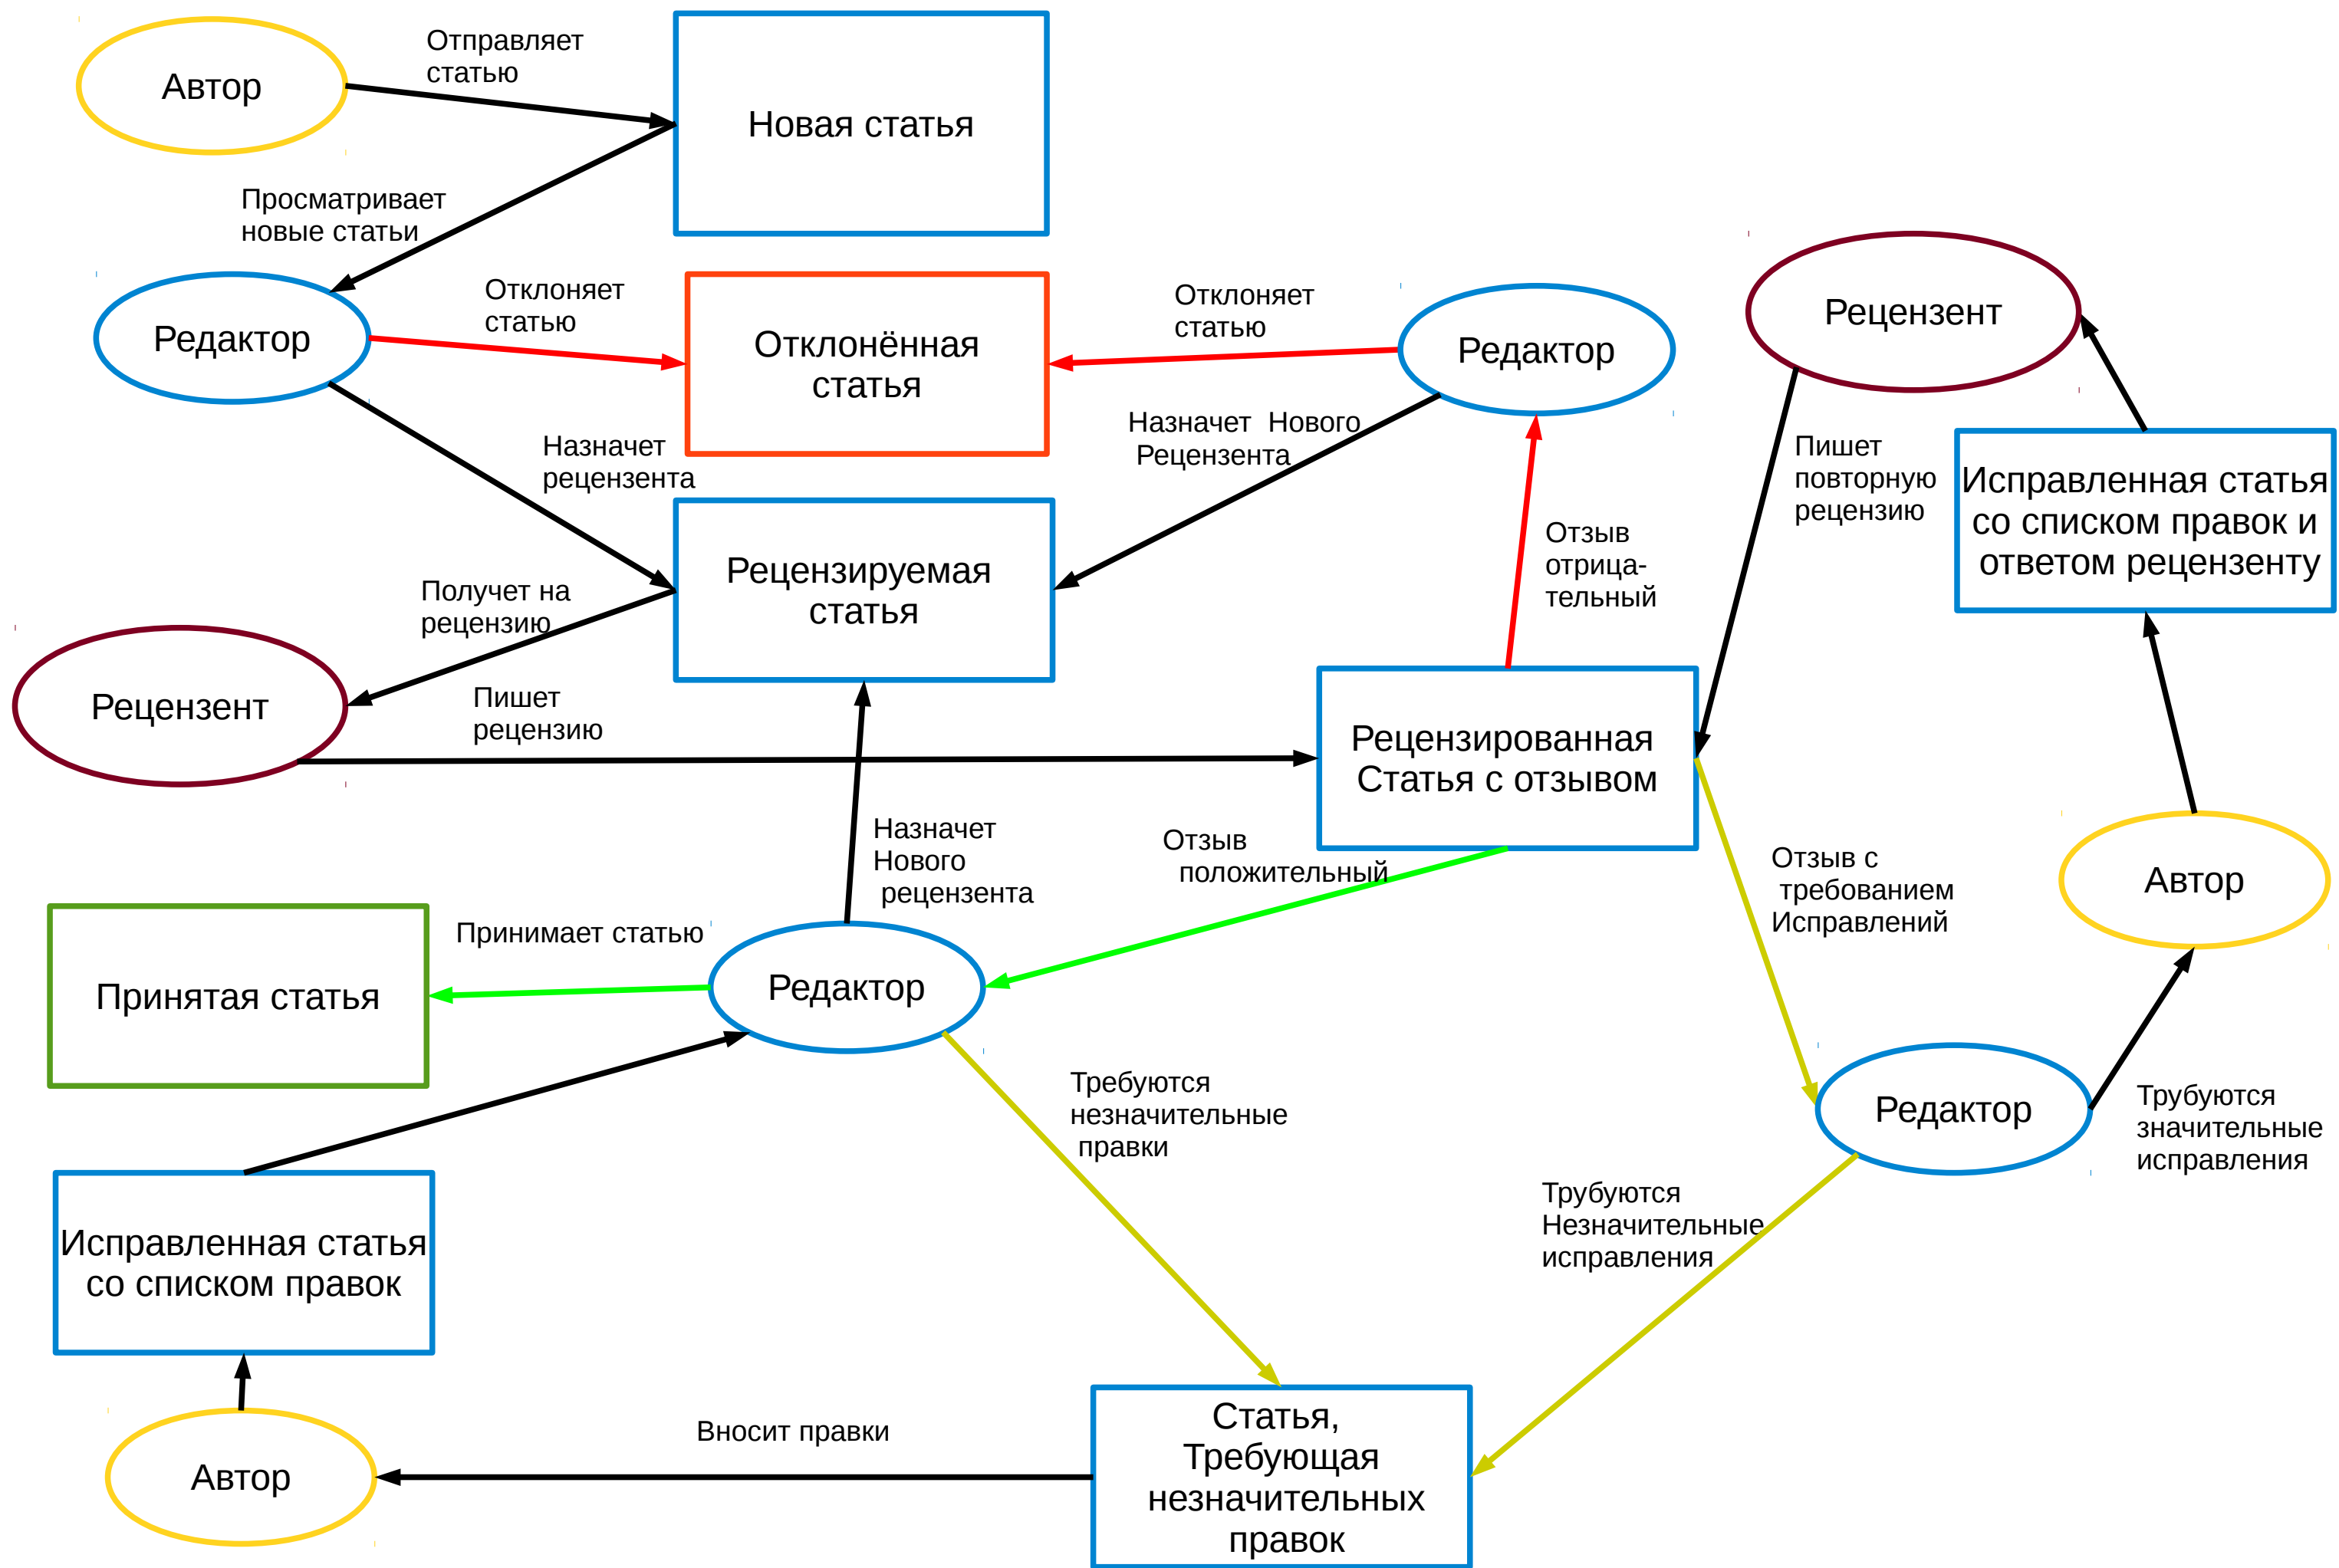 Отправляет
статью
Автор
Новая статья
Просматривает
новые статьи
Редактор
Отклоняет
статью
Отклонённая
статья
Отклоняет
статью
Редактор
Рецензент
Назначет
рецензента
Назначет Нового
Рецензента
Пишет
повторную
рецензию
Исправленная статья
со списком правок и
ответом рецензенту
Рецензируемая
статья
Отзыв
отрица-
тельный
Получет на
рецензию
Рецензент
Пишет
рецензию
Рецензированная
Статья с отзывом
Назначет
Нового
рецензента
Отзыв
положительный
Отзыв с
требованием
Исправлений
Автор
Принимает статью
Принятая статья
Редактор
Требуются
незначительные
правки
Редактор
Трубуются
значительные
исправления
Трубуются
Незначительные
исправления
Исправленная статья
со списком правок
Автор
Вносит правки
Статья,
Требующая
незначительных
правок